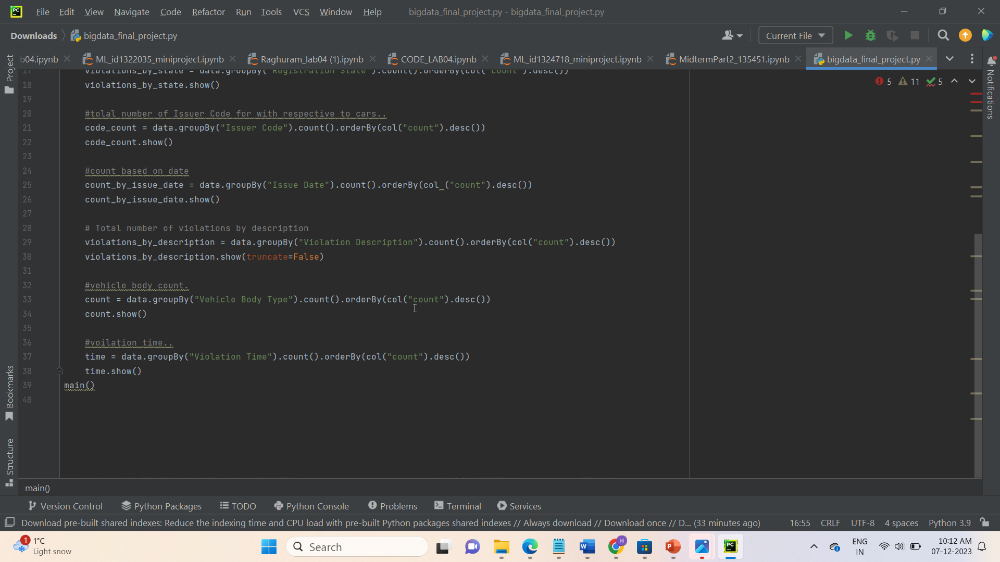 File Edit View Navigate Code Refactor Run Tools VCS Window Help bigdata_final_project.py - bigdata_final_project.py
Downloads bigdata_final_project.py Current File
b04.ipynb ML_id1322035_miniproject.ipynb Raghuram_lab04 (1).ipynb CODE_LAB04.ipynb ML_id1324718_miniproject.ipynb MidtermPart2_135451.ipynb bigdata_final_project.py
Project
Notifications
5 11 5
17 violations_by_state = data.groupBy("Registration State").count().orderBy(col("count").desc())
18 violations_by_state.show()
19
20 #tolal number of Issuer Code for with respective to cars..
21 code_count = data.groupBy("Issuer Code").count().orderBy(col("count").desc())
22 code_count.show()
23
24 #count based on date
25 count_by_issue_date = data.groupBy("Issue Date").count().orderBy(col ("count").desc())
26 count_by_issue_date.show()
27
28 # Total number of violations by description
29 violations_by_description = data.groupBy("Violation Description").count().orderBy(col("count").desc())
30 violations_by_description.show(truncate=False)
31
32 #vehicle body count.
33 count = data.groupBy("Vehicle Body Type").count().orderBy(col("count").desc())
34 count.show()
35
36 #voilation time..
37 time = data.groupBy("Violation Time").count().orderBy(col("count").desc())
38 time.show()
39 main()
40
Bookmarks
Structure
main()
Version Control Python Packages TODO Python Console Problems Terminal Services
Download pre-built shared indexes: Reduce the indexing time and CPU load with pre-built Python packages shared indexes // Always download // Download once // D... (33 minutes ago) 16:55 CRLF UTF-8 4 spaces Python 3.9
1 1°C
Light snow
Search
ENG
IN
10:12 AM
07-12-2023